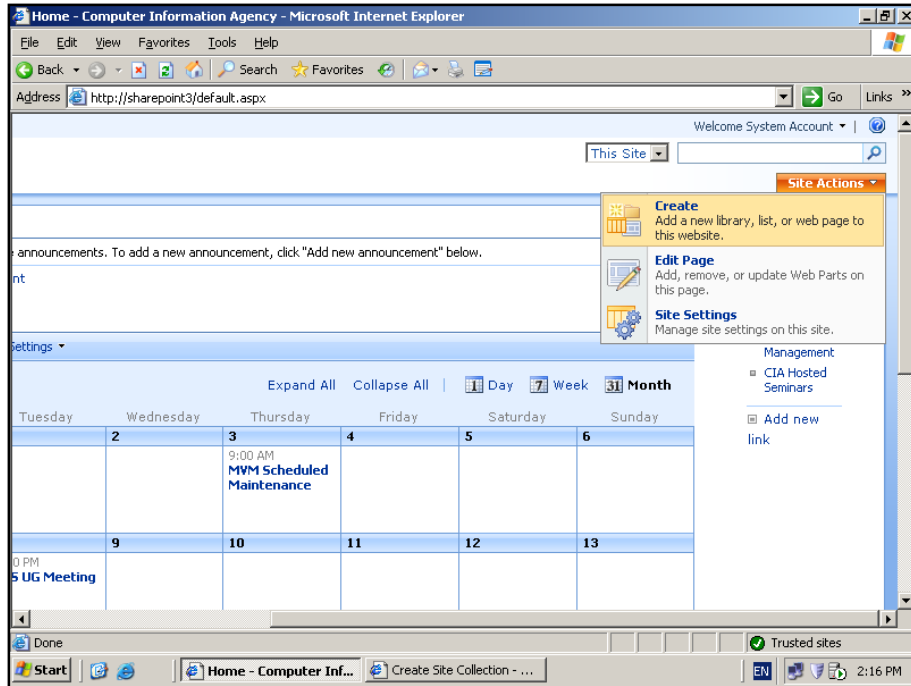 Home - Computer Information Agency - Microsoft Internet Explorer
File Edit View Favorites Tools Help
Back Search Favorites
Address http://sharepoint3/default.aspx Go Links »
Welcome System Account
This Site
Site Actions
Create
Add a new library, list, or web page to
this website.
Edit Page
Add, remove, or update Web Parts on
this page.
Site Settings
Manage site settings on this site.
announcements. To add a new announcement, click "Add new announcement" below.
nt
Settings
Management
CIA Hosted
Seminars
Add new
link
Expand All Collapse All | 1 Day 7 Week 31 Month
Tuesday Wednesday Thursday Friday Saturday Sunday
2 3 4 5 6
9:00 AM
MVM Scheduled
Maintenance
9 10 11 12 13
0 PM
S UG Meeting
Done Trusted sites
Start Home - Computer Inf... Create Site Collection - ... EN 2:16 PM